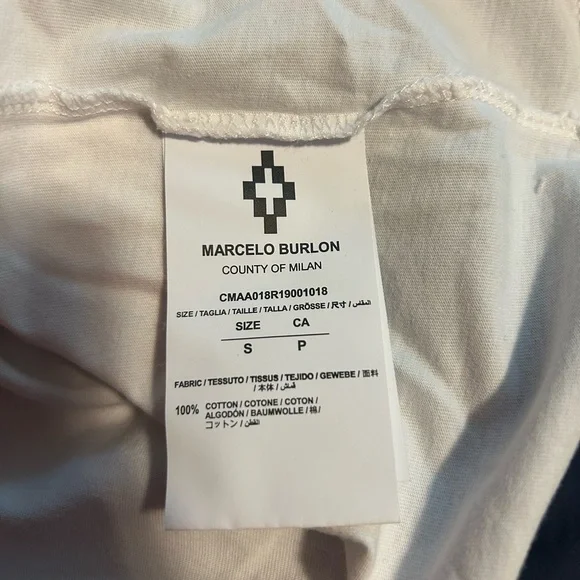 MARCELO BURLON
COUNTY OF MILAN
CMAA018R19001018
SIZE / TAGLIA / TAILLE / TALLA / GRÖSSE / 尺寸 / المقاس
SIZE CA
S P
FABRIC / TESSUTO / TISSUS / TEJIDO / GEWEBE / 面料
/ 本体 / قماش
100% COTTON / COTONE / COTON /
ALGODÓN / BAUMWOLLE / 棉/
コットン / القطن